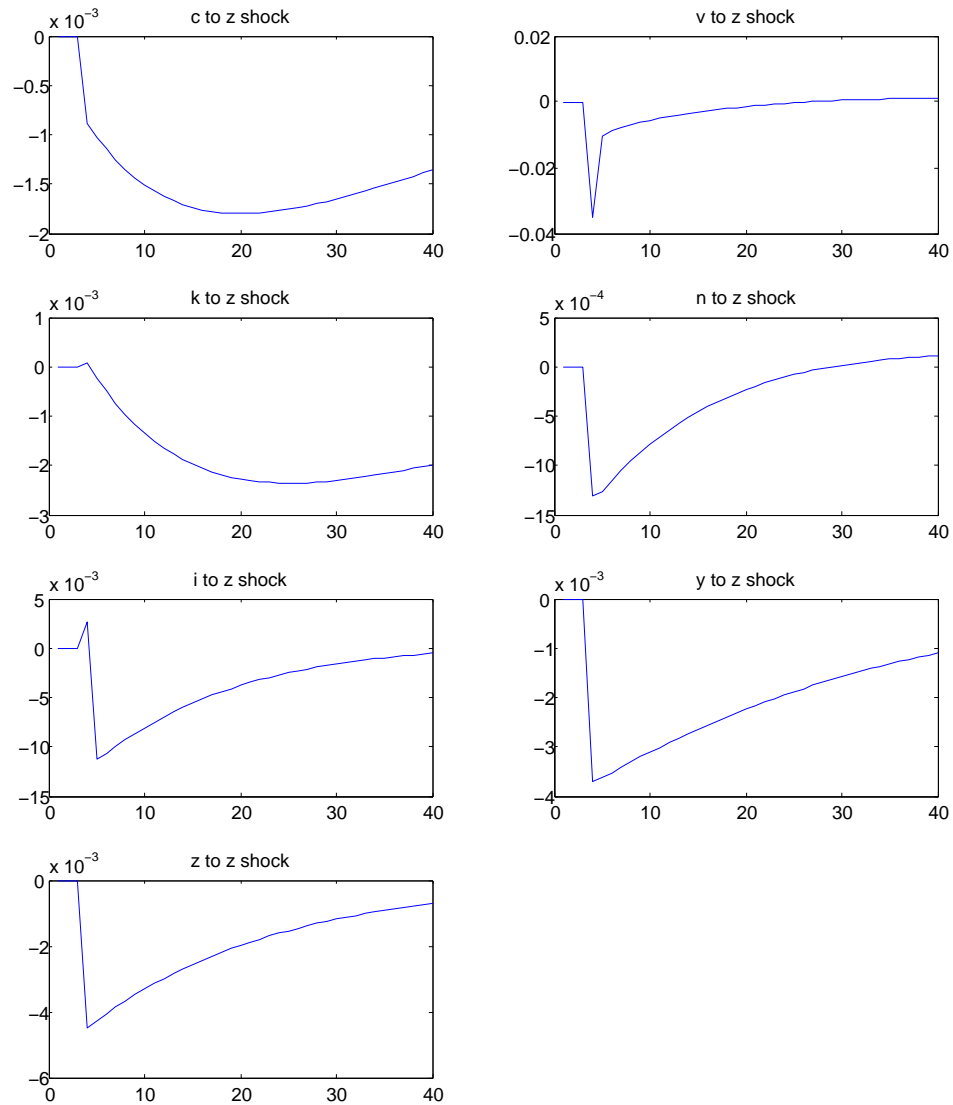 x 10⁻³
c to z shock
0
−0.5
−1
−1.5
−2
0 10 20 30 40
v to z shock
0.02
0
−0.02
−0.04
0 10 20 30 40
x 10⁻³
k to z shock
1
0
−1
−2
−3
0 10 20 30 40
x 10⁻⁴
n to z shock
5
0
−5
−10
−15
0 10 20 30 40
x 10⁻³
i to z shock
5
0
−5
−10
−15
0 10 20 30 40
x 10⁻³
y to z shock
0
−1
−2
−3
−4
0 10 20 30 40
x 10⁻³
z to z shock
0
−2
−4
−6
0 10 20 30 40